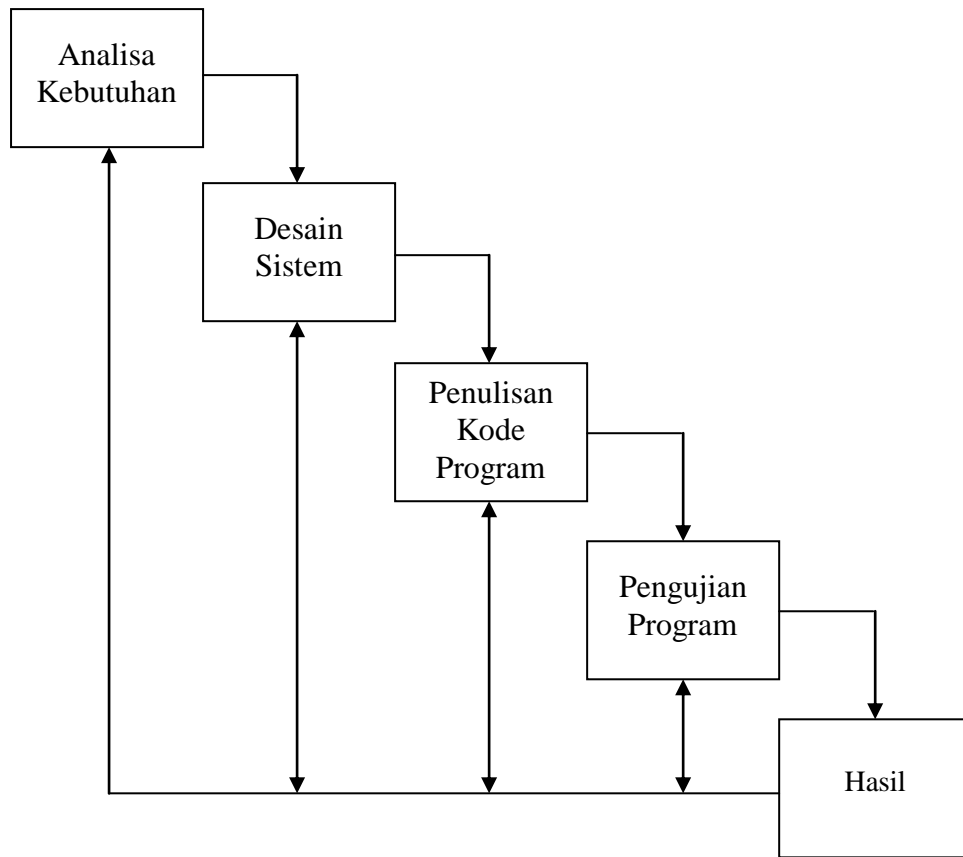 Analisa
Kebutuhan
Desain
Sistem
Penulisan
Kode
Program
Pengujian
Program
Hasil